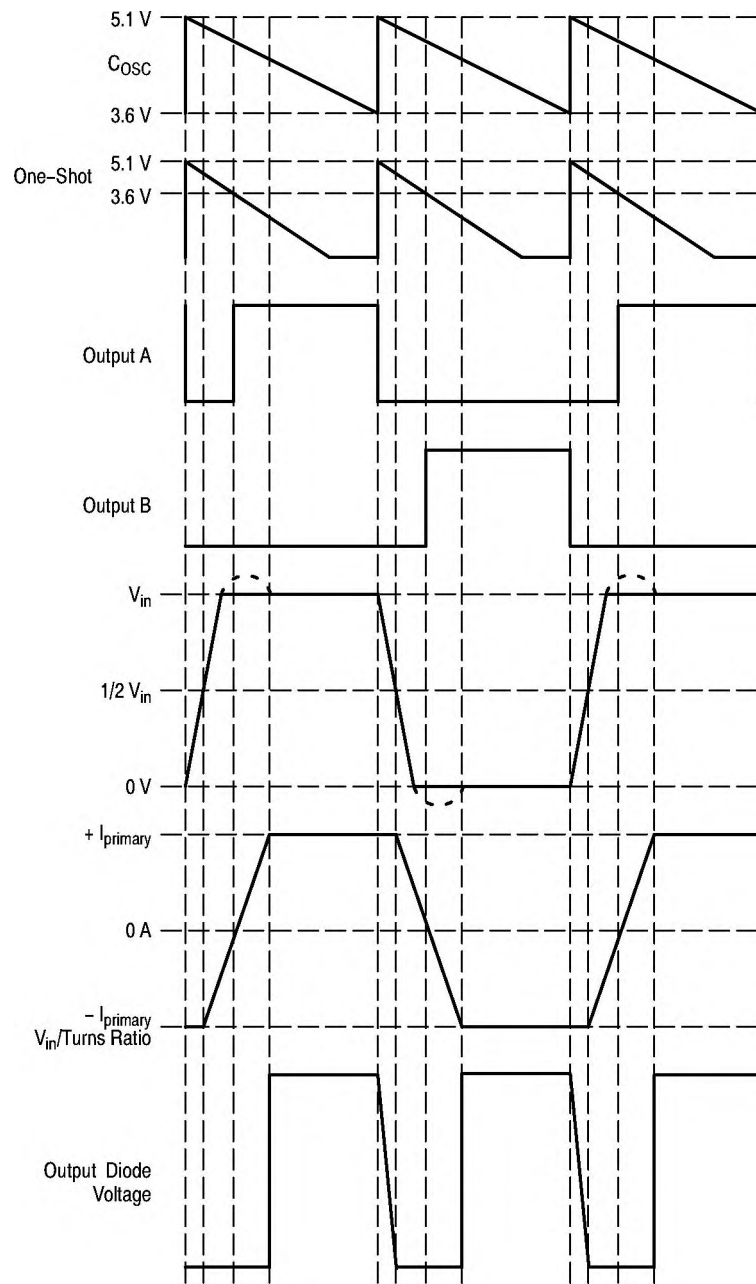 5.1 V
COSC
3.6 V
5.1 V
One–Shot
3.6 V
Output A
Output B
Vin
1/2 Vin
0 V
+ Iprimary
0 A
– Iprimary
Vin/Turns Ratio
Output Diode
Voltage